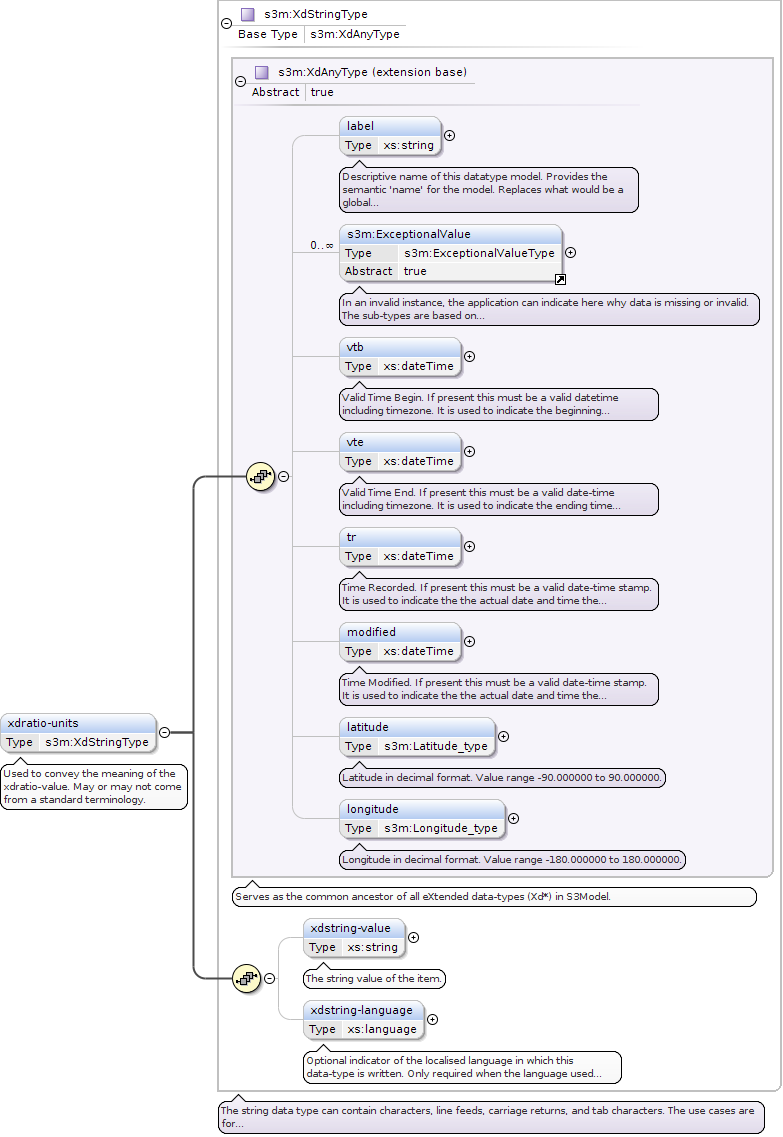 s3m:XdStringType
Base Type s3m:XdAnyType
s3m:XdAnyType (extension base)
Abstract true
label
Type xs:string
Descriptive name of this datatype model. Provides the
semantic 'name' for the model. Replaces what would be a
global...
0..∞
s3m:ExceptionalValue
Type s3m:ExceptionalValueType
Abstract true
In an invalid instance, the application can indicate here why data is missing or invalid.
The sub-types are based on...
vtb
Type xs:dateTime
Valid Time Begin. If present this must be a valid datetime
including timezone. It is used to indicate the beginning...
vte
Type xs:dateTime
Valid Time End. If present this must be a valid date-time
including timezone. It is used to indicate the ending time...
tr
Type xs:dateTime
Time Recorded. If present this must be a valid date-time stamp.
It is used to indicate the the actual date and time the...
modified
Type xs:dateTime
Time Modified. If present this must be a valid date-time stamp.
It is used to indicate the the actual date and time the...
xdratio-units
Type s3m:XdStringType
Used to convey the meaning of the
xdratio-value. May or may not come
from a standard terminology.
latitude
Type s3m:Latitude_type
Latitude in decimal format. Value range -90.000000 to 90.000000.
longitude
Type s3m:Longitude_type
Longitude in decimal format. Value range -180.000000 to 180.000000.
Serves as the common ancestor of all eXtended data-types (Xd*) in S3Model.
xdstring-value
Type xs:string
The string value of the item.
xdstring-language
Type xs:language
Optional indicator of the localised language in which this
data-type is written. Only required when the language used...
The string data type can contain characters, line feeds, carriage returns, and tab characters. The use cases are
for...